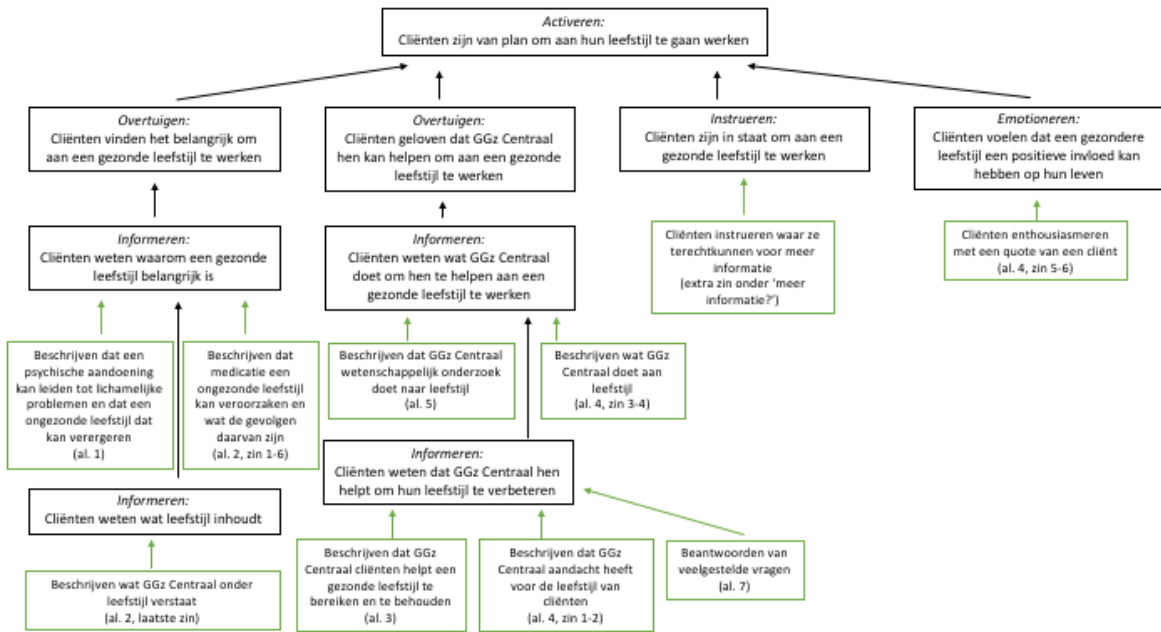 Activeren:
Cliënten zijn van plan om aan hun leefstijl te gaan werken
Overtuigen:
Cliënten vinden het belangrijk om
aan een gezonde leefstijl te werken
Overtuigen:
Cliënten geloven dat GGz Centraal
hen kan helpen om aan een gezonde
leefstijl te werken
Instrueren:
Cliënten zijn in staat om aan een
gezonde leefstijl te werken
Emotioneren:
Cliënten voelen dat een gezondere
leefstijl een positieve invloed kan
hebben op hun leven
Informeren:
Cliënten weten waarom een gezonde
leefstijl belangrijk is
Informeren:
Cliënten weten wat GGz Centraal
doet om hen te helpen aan een
gezonde leefstijl te werken
Cliënten instrueren waar ze
terechtkunnen voor meer
informatie
(extra zin onder ‘meer
informatie?’)
Cliënten enthousiasmeren
met een quote van een cliënt
(al. 4, zin 5-6)
Beschrijven dat een
psychische aandoening
kan leiden tot lichamelijke
problemen en dat een
ongezonde leefstijl dat
kan verergeren
(al. 1)
Beschrijven dat
medicatie een
ongezonde leefstijl
kan veroorzaken en
wat de gevolgen
daarvan zijn
(al. 2, zin 1-6)
Beschrijven dat GGz Centraal
wetenschappelijk onderzoek
doet naar leefstijl
(al. 5)
Beschrijven wat GGz
Centraal doet aan
leefstijl
(al. 4, zin 3-4)
Informeren:
Cliënten weten dat GGz Centraal hen
helpt om hun leefstijl te verbeteren
Informeren:
Cliënten weten wat leefstijl inhoudt
Beschrijven wat GGz Centraal onder
leefstijl verstaat
(al. 2, laatste zin)
Beschrijven dat GGz
Centraal cliënten helpt een
gezonde leefstijl te
bereiken en te behouden
(al. 3)
Beschrijven dat GGz
Centraal aandacht heeft
voor de leefstijl van
cliënten
(al. 4, zin 1-2)
Beantwoorden van
veelgestelde vragen
(al. 7)